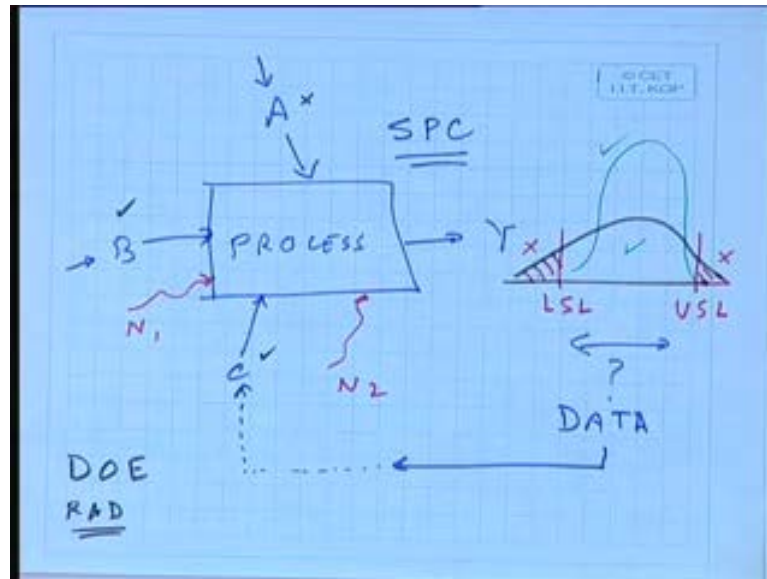 © CET
I.I.T. KGP
A ×
SPC
B
PROCESS
Y
LSL
USL
N1
C
N2
?
DATA
DOE
RAD